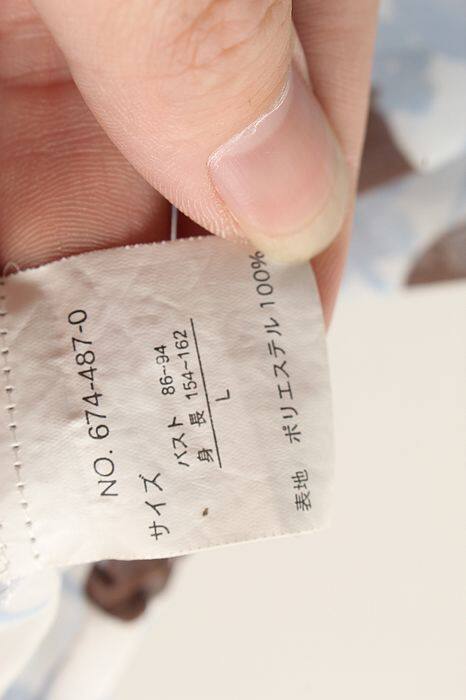 NO. 674-487-0
サイズ
バスト 86~94
身 長 154~162
L
表地 ポリエステル 100%